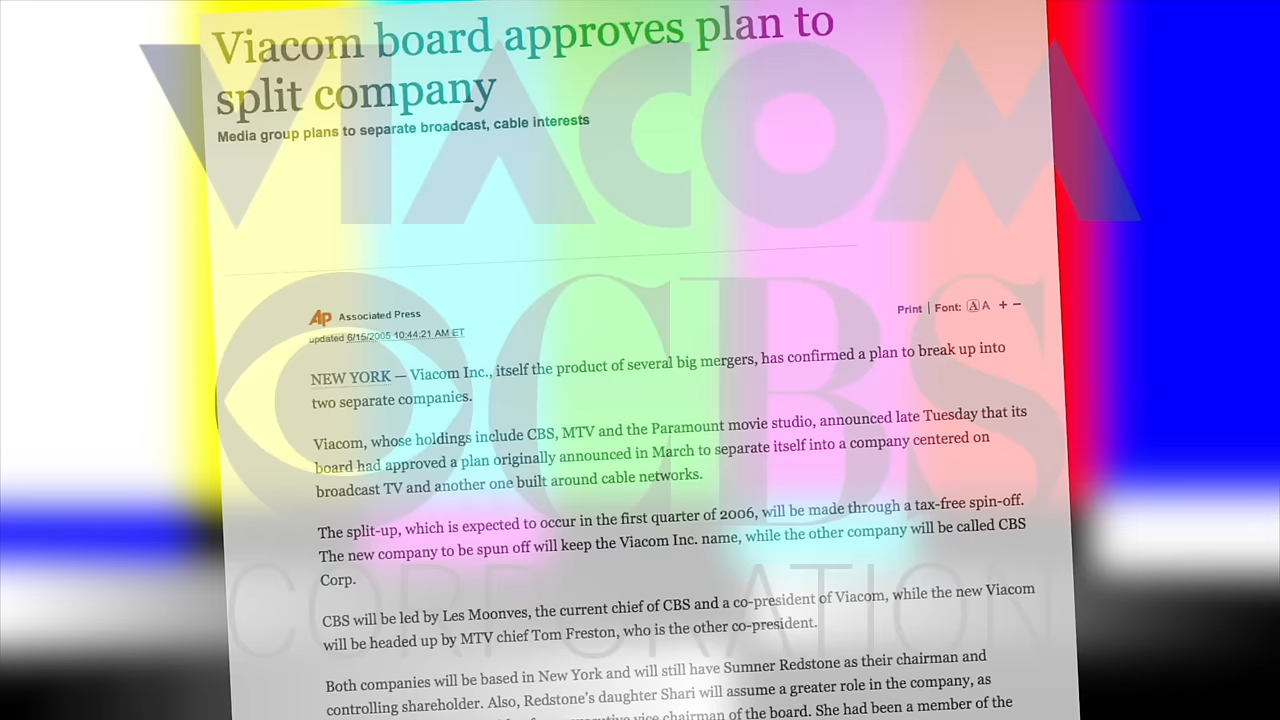 Viacom board approves plan to
split company
Media group plans to separate broadcast, cable interests
VIACOM
AP Associated Press
Print | Font: A A + −
updated 6/15/2005 10:44:21 AM ET
NEW YORK — Viacom Inc., itself the product of several big mergers, has confirmed a plan to break up into
two separate companies.
CBS
Viacom, whose holdings include CBS, MTV and the Paramount movie studio, announced late Tuesday that its
board had approved a plan originally announced in March to separate itself into a company centered on
broadcast TV and another one built around cable networks.
The split-up, which is expected to occur in the first quarter of 2006, will be made through a tax-free spin-off.
The new company to be spun off will keep the Viacom Inc. name, while the other company will be called CBS
Corp.
CORPORATION
CBS will be led by Les Moonves, the current chief of CBS and a co-president of Viacom, while the new Viacom
will be headed up by MTV chief Tom Freston, who is the other co-president.
Both companies will be based in New York and will still have Sumner Redstone as their chairman and
controlling shareholder. Also, Redstone's daughter Shari will assume a greater role in the company, as
vice chairman of the board. She had been a member of the